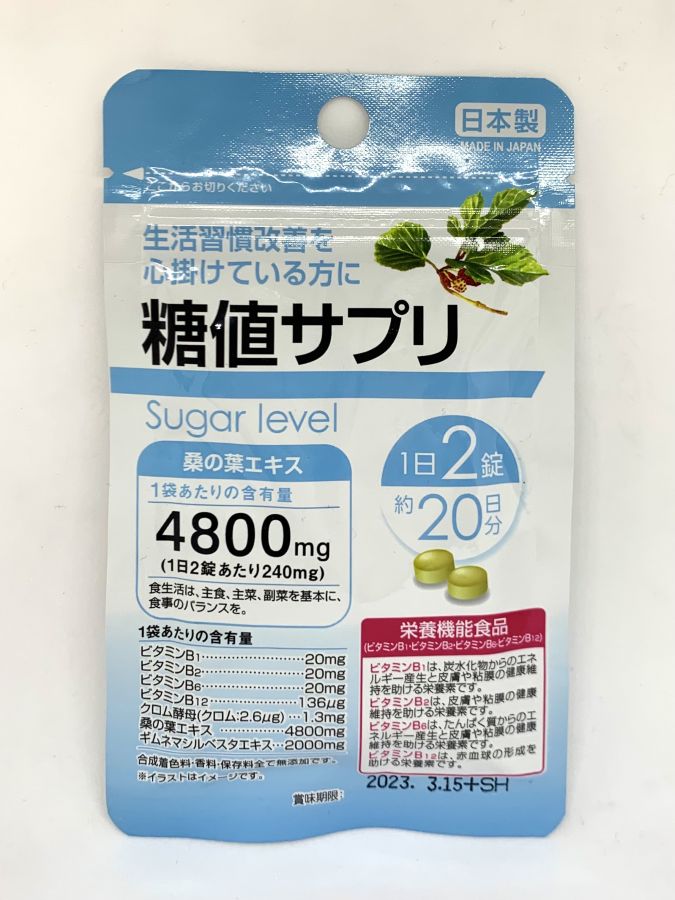 日本製
MADE IN JAPAN
ここからお切りください
生活習慣改善を
心掛けている方に
糖値サプリ
Sugar level
桑の葉エキス
1袋あたりの含有量
4800mg
(1日2錠あたり240mg)
食生活は、主食、主菜、副菜を基本に、
食事のバランスを。
1日2錠
約20日分
1袋あたりの含有量
ビタミンB1……………………20mg
ビタミンB2……………………20mg
ビタミンB6……………………20mg
ビタミンB12…………………136μg
クロム酵母(クロム:2.6μg)…1.3mg
桑の葉エキス………………4800mg
ギムネマシルベスタエキス…2000mg
合成着色料・香料・保存料全て無添加です。
※イラストはイメージです。
栄養機能食品
(ビタミンB1・ビタミンB2・ビタミンB6・ビタミンB12)
ビタミンB1は、炭水化物からのエネ
ルギー産生と皮膚や粘膜の健康維
持を助ける栄養素です。
ビタミンB2は、皮膚や粘膜の健康
維持を助ける栄養素です。
ビタミンB6は、たんぱく質からのエ
ネルギー産生と皮膚や粘膜の健康
維持を助ける栄養素です。
ビタミンB12は、赤血球の形成を
助ける栄養素です。
賞味期限:
2023. 3.15+SH